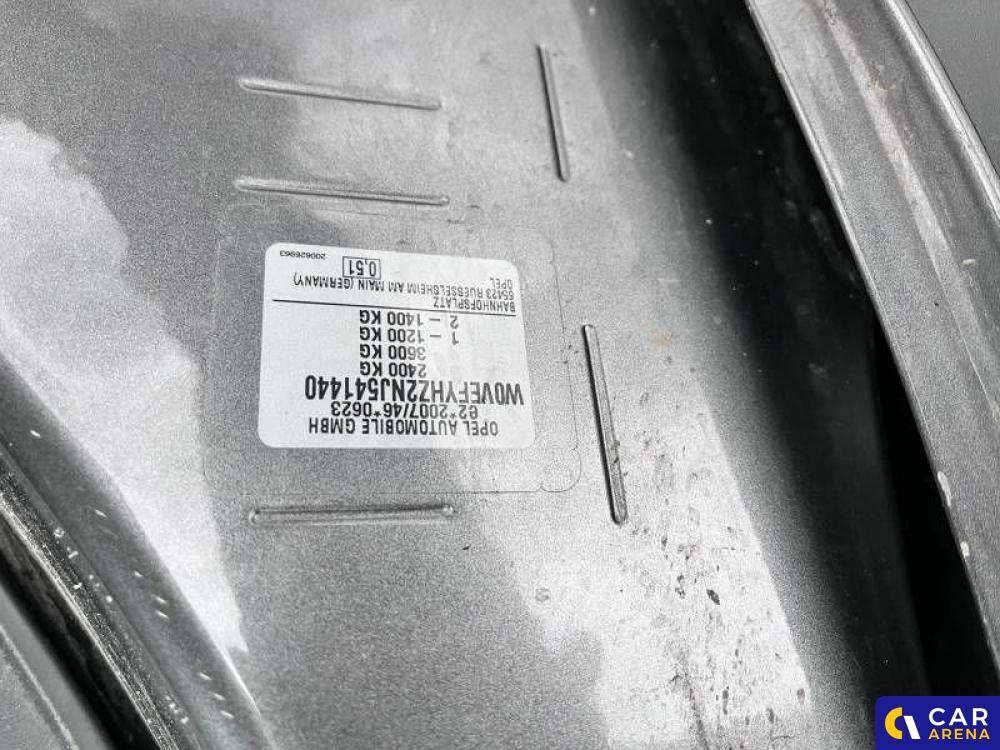 OPEL AUTOMOBILE GMBH
e2*2007/46*0623
W0VEFYHZ2NJ541440
2400 KG
3600 KG
1 - 1200 KG
2 - 1400 KG
BAHNHOFSPLATZ
65423 RUESSELSHEIM AM MAIN (GERMANY)
OPEL
0,51
200626963
CAR
ARENA